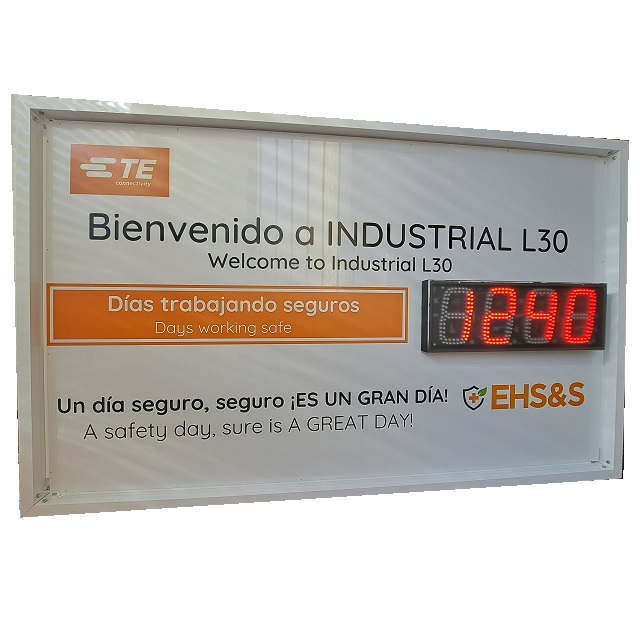 TE
connectivity
Bienvenido a INDUSTRIAL L30
Welcome to Industrial L30
Días trabajando seguros
Days working safe
1290
Un día seguro, seguro ¡ES UN GRAN DÍA!
EHS&S
A safety day, sure is A GREAT DAY!